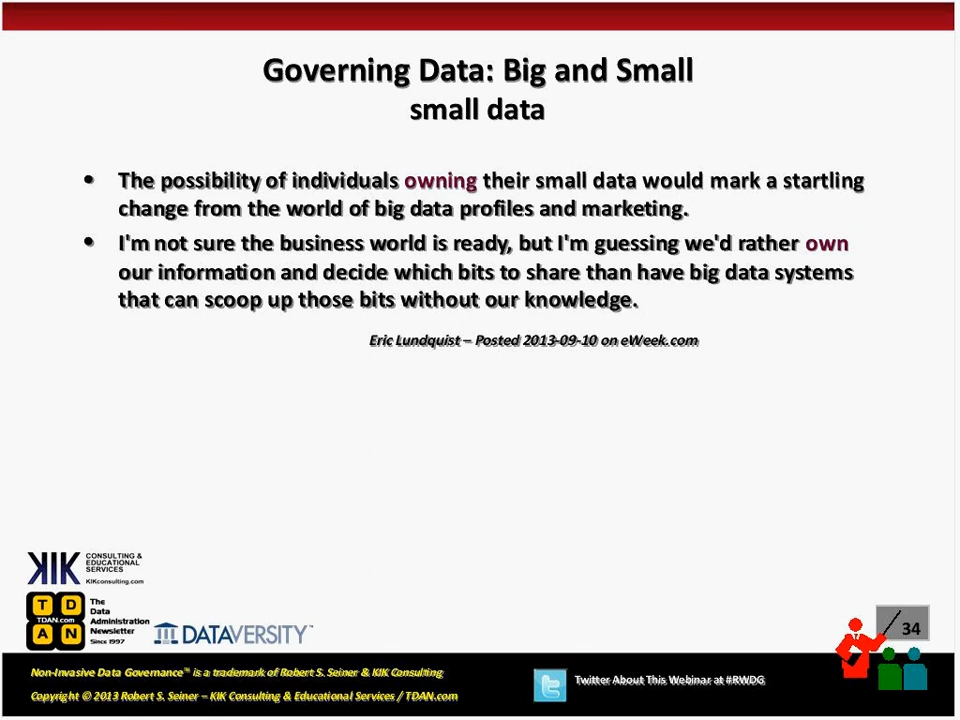 Governing Data: Big and Small
small data
• The possibility of individuals owning their small data would mark a startling
change from the world of big data profiles and marketing.
• I'm not sure the business world is ready, but I'm guessing we'd rather own
our information and decide which bits to share than have big data systems
that can scoop up those bits without our knowledge.
Eric Lundquist – Posted 2013-09-10 on eWeek.com
KIK CONSULTING &
EDUCATIONAL
SERVICES
KIKconsulting.com
T D
TDAN.com
A N
The
Data
Administration
Newsletter
Since 1997
DATAVERSITY™
34
Non-Invasive Data Governance™ is a trademark of Robert S. Seiner & KIK Consulting
Copyright © 2013 Robert S. Seiner – KIK Consulting & Educational Services / TDAN.com
Twitter About This Webinar at #RWDG